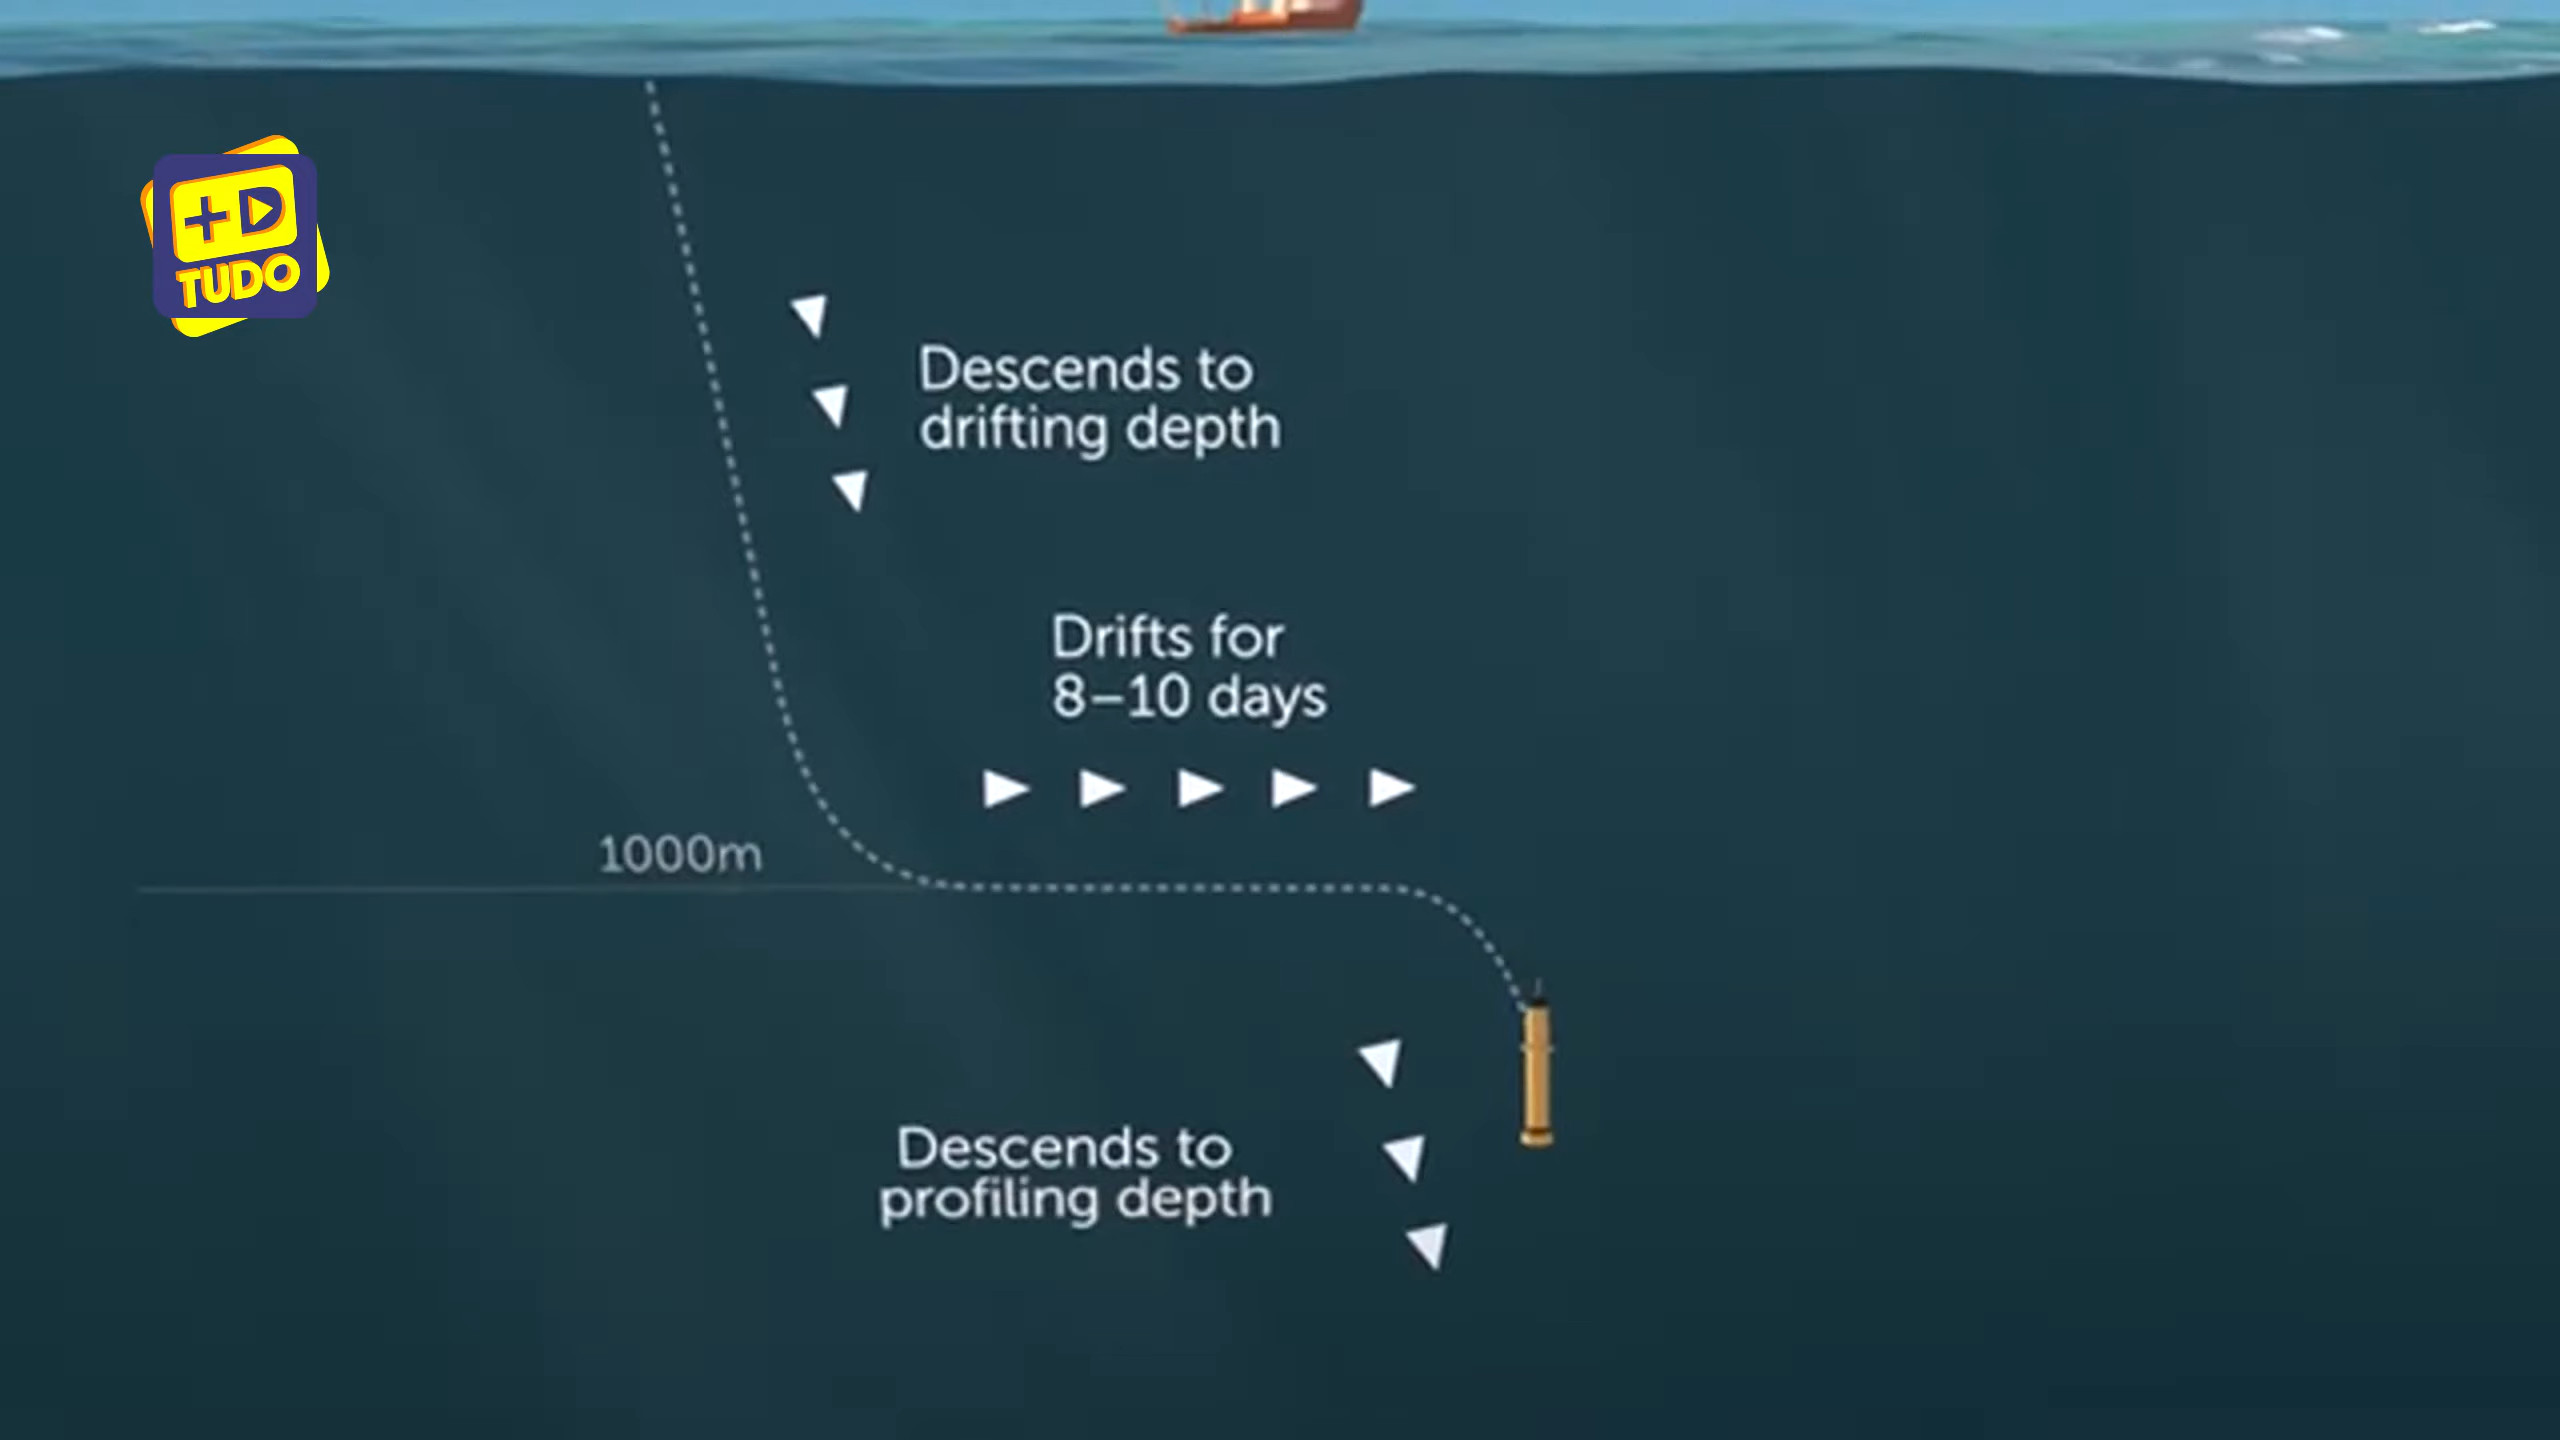 +D
TUDO
Descends to
drifting depth
Drifts for
8–10 days
1000m
Descends to
profiling depth